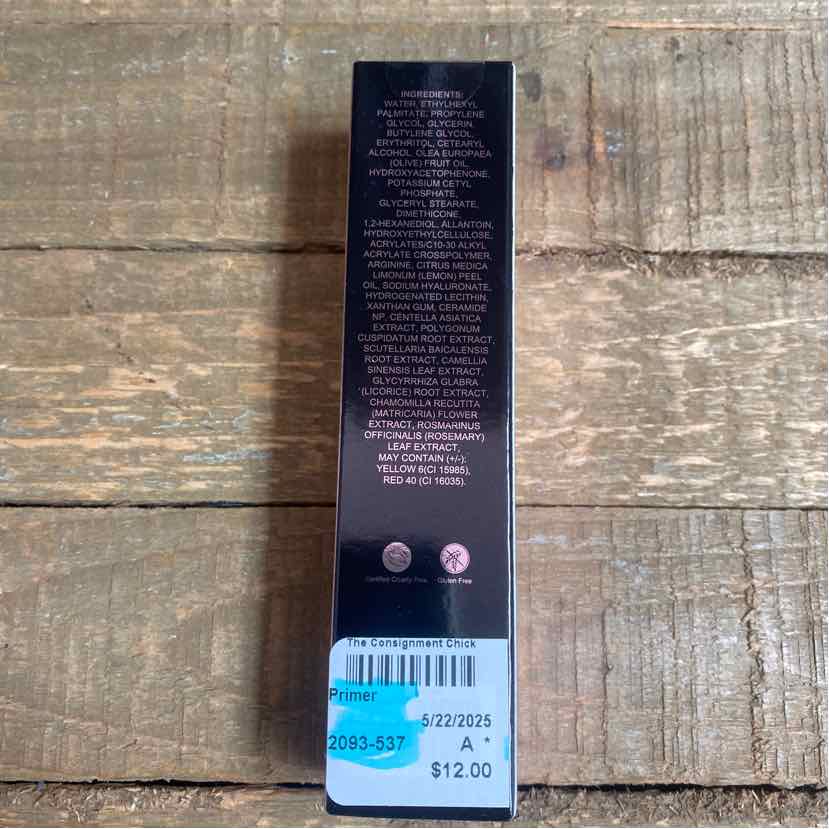 INGREDIENTS:
WATER, ETHYLHEXYL
PALMITATE, PROPYLENE
GLYCOL, GLYCERIN,
BUTYLENE GLYCOL,
ERYTHRITOL, CETEARYL
ALCOHOL, OLEA EUROPAEA
(OLIVE) FRUIT OIL,
HYDROXYACETOPHENONE,
POTASSIUM CETYL
PHOSPHATE,
GLYCERYL STEARATE,
DIMETHICONE,
1,2-HEXANEDIOL, ALLANTOIN,
HYDROXYETHYLCELLULOSE,
ACRYLATES/C10-30 ALKYL
ACRYLATE CROSSPOLYMER,
ARGININE, CITRUS MEDICA
LIMONUM (LEMON) PEEL
OIL, SODIUM HYALURONATE,
HYDROGENATED LECITHIN,
XANTHAN GUM, CERAMIDE
NP, CENTELLA ASIATICA
EXTRACT, POLYGONUM
CUSPIDATUM ROOT EXTRACT,
SCUTELLARIA BAICALENSIS
ROOT EXTRACT, CAMELLIA
SINENSIS LEAF EXTRACT,
GLYCYRRHIZA GLABRA
(LICORICE) ROOT EXTRACT,
CHAMOMILLA RECUTITA
(MATRICARIA) FLOWER
EXTRACT, ROSMARINUS
OFFICINALIS (ROSEMARY)
LEAF EXTRACT,
MAY CONTAIN (+/-):
YELLOW 6(CI 15985),
RED 40 (CI 16035).
Certified Cruelty Free
Gluten Free
The Consignment Chick
Primer
5/22/2025
2093-537 A *
$12.00